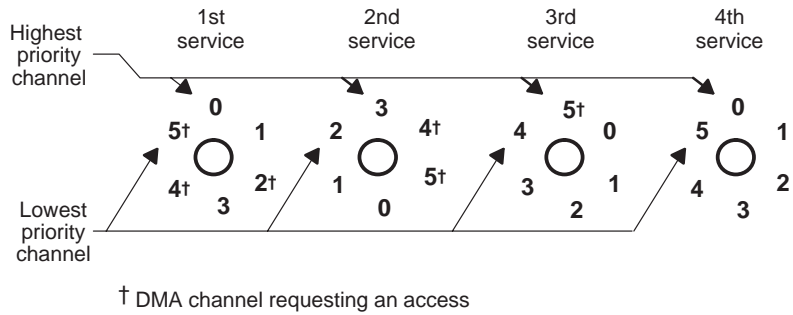 1st service
2nd service
3rd service
4th service
Highest
priority
channel
0
5†
1
4†
2†
3
3
2
4†
1
5†
0
5†
4
0
3
1
2
0
5
1
4
2
3
Lowest
priority
channel
† DMA channel requesting an access